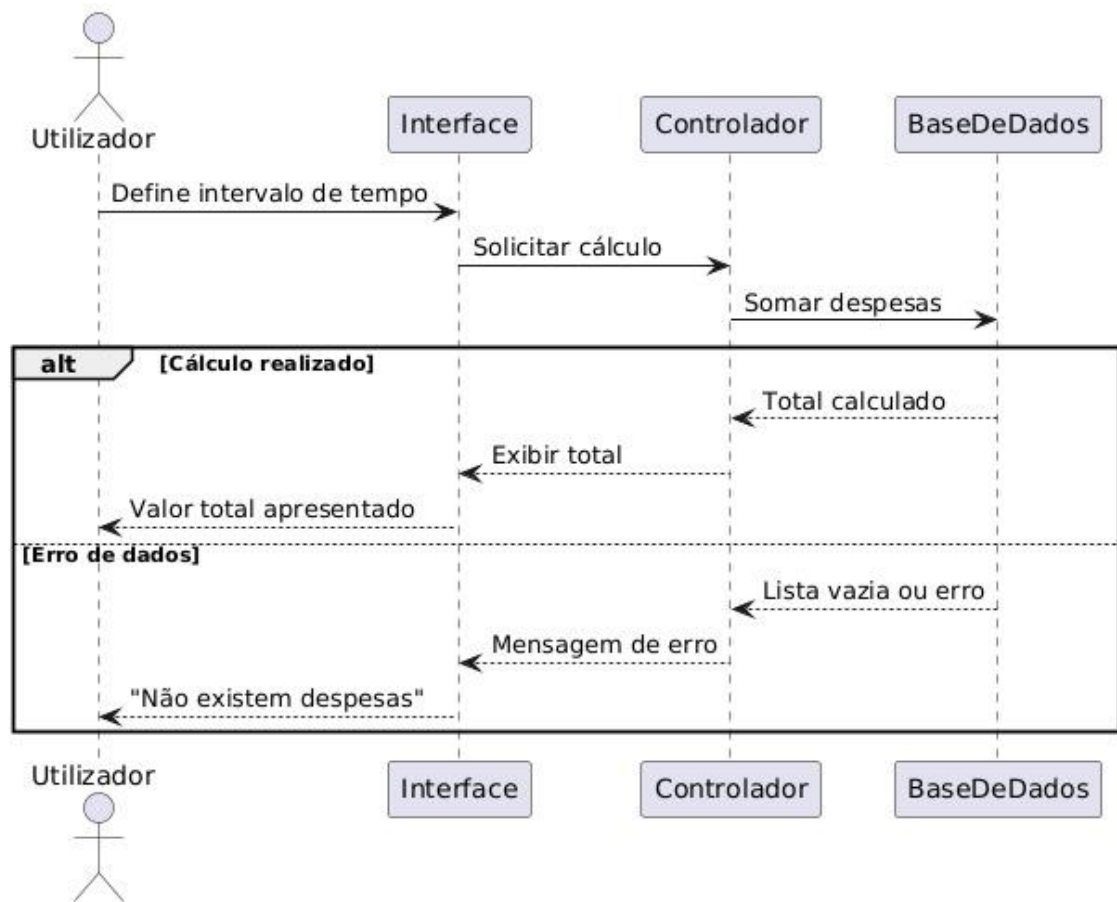 Utilizador
Interface
Controlador
BaseDeDados
Define intervalo de tempo
Solicitar cálculo
Somar despesas
alt
[Cálculo realizado]
Total calculado
Exibir total
Valor total apresentado
[Erro de dados]
Lista vazia ou erro
Mensagem de erro
"Não existem despesas"
Utilizador
Interface
Controlador
BaseDeDados